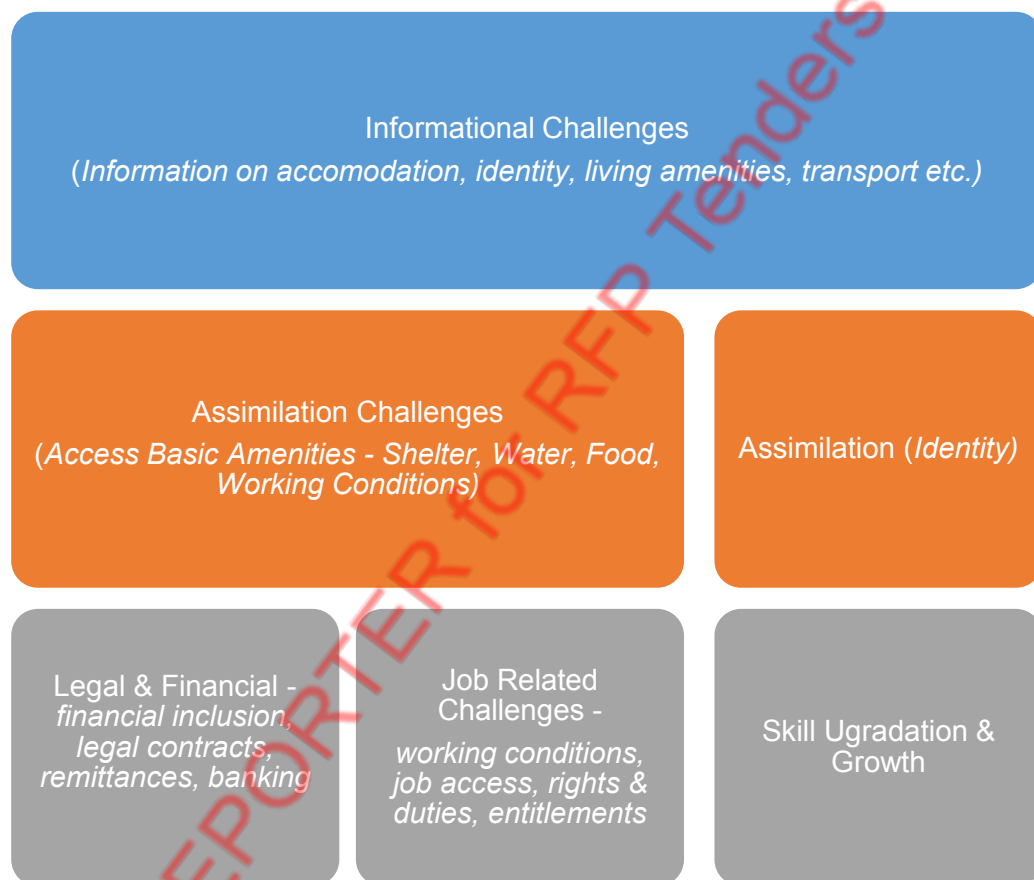 Informational Challenges
(Information on accomodation, identity, living amenities, transport etc.)
Assimilation Challenges
(Access Basic Amenities - Shelter, Water, Food,
Working Conditions)
Assimilation (Identity)
Legal & Financial -
financial inclusion,
legal contracts,
remittances, banking
Job Related
Challenges -
working conditions,
job access, rights &
duties, entitlements
Skill Ugradation &
Growth
EPORTER for RFP Tenders